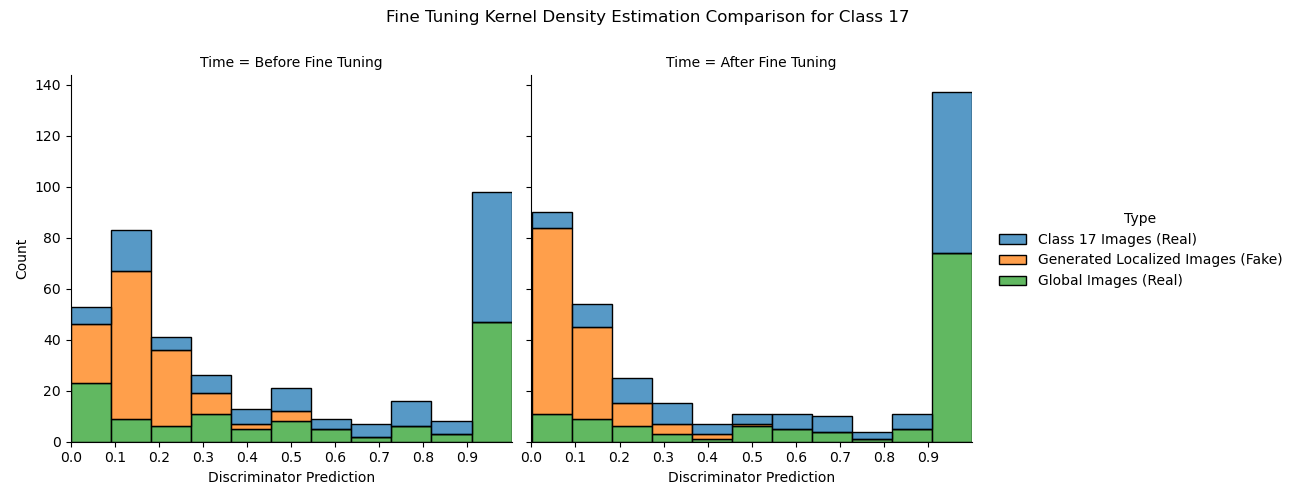 Fine Tuning Kernel Density Estimation Comparison for Class 17
Time = Before Fine Tuning
Time = After Fine Tuning
140
120
100
80
60
40
20
0
Count
0.0 0.1 0.2 0.3 0.4 0.5 0.6 0.7 0.8 0.9
Discriminator Prediction
0.0 0.1 0.2 0.3 0.4 0.5 0.6 0.7 0.8 0.9
Discriminator Prediction
Type
Class 17 Images (Real)
Generated Localized Images (Fake)
Global Images (Real)